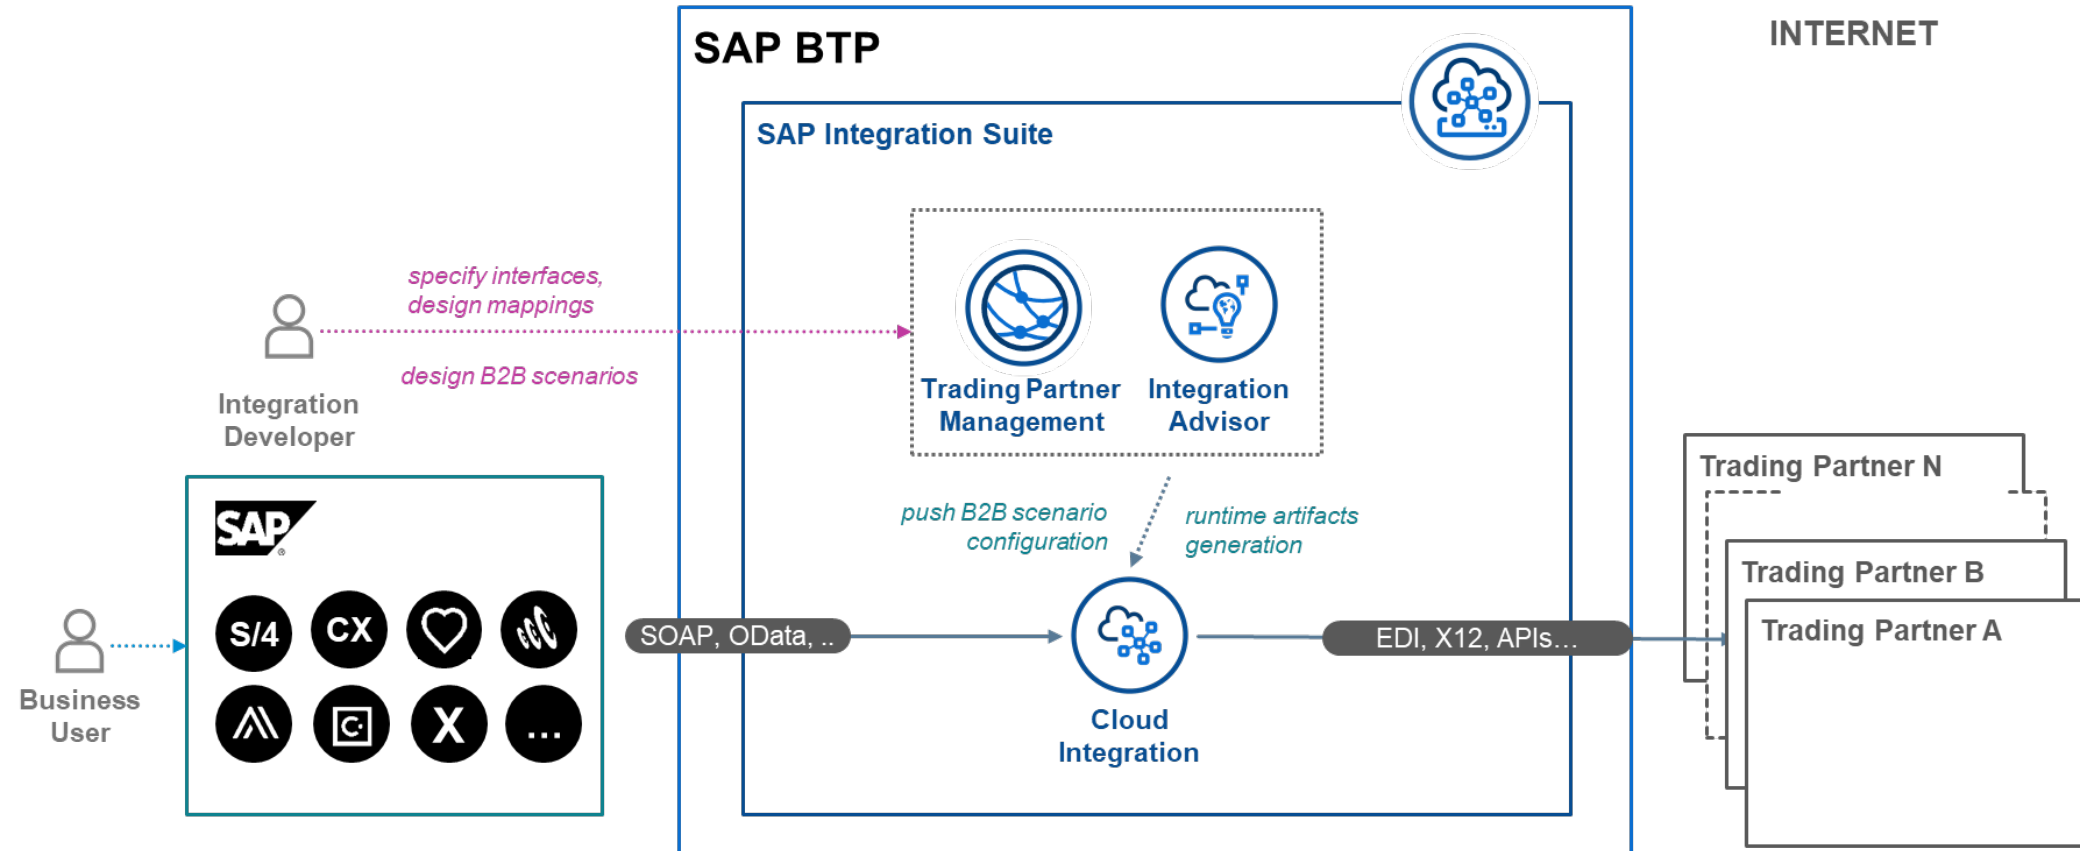 SAP BTP
INTERNET
SAP Integration Suite
specify interfaces,
design mappings
design B2B scenarios
Integration
Developer
Trading Partner
Management
Integration
Advisor
push B2B scenario
configuration
runtime artifacts
generation
SAP
®
S/4
CX
C
X
...
Business
User
SOAP, OData, ..
Cloud
Integration
EDI, X12, APIs...
Trading Partner N
Trading Partner B
Trading Partner A